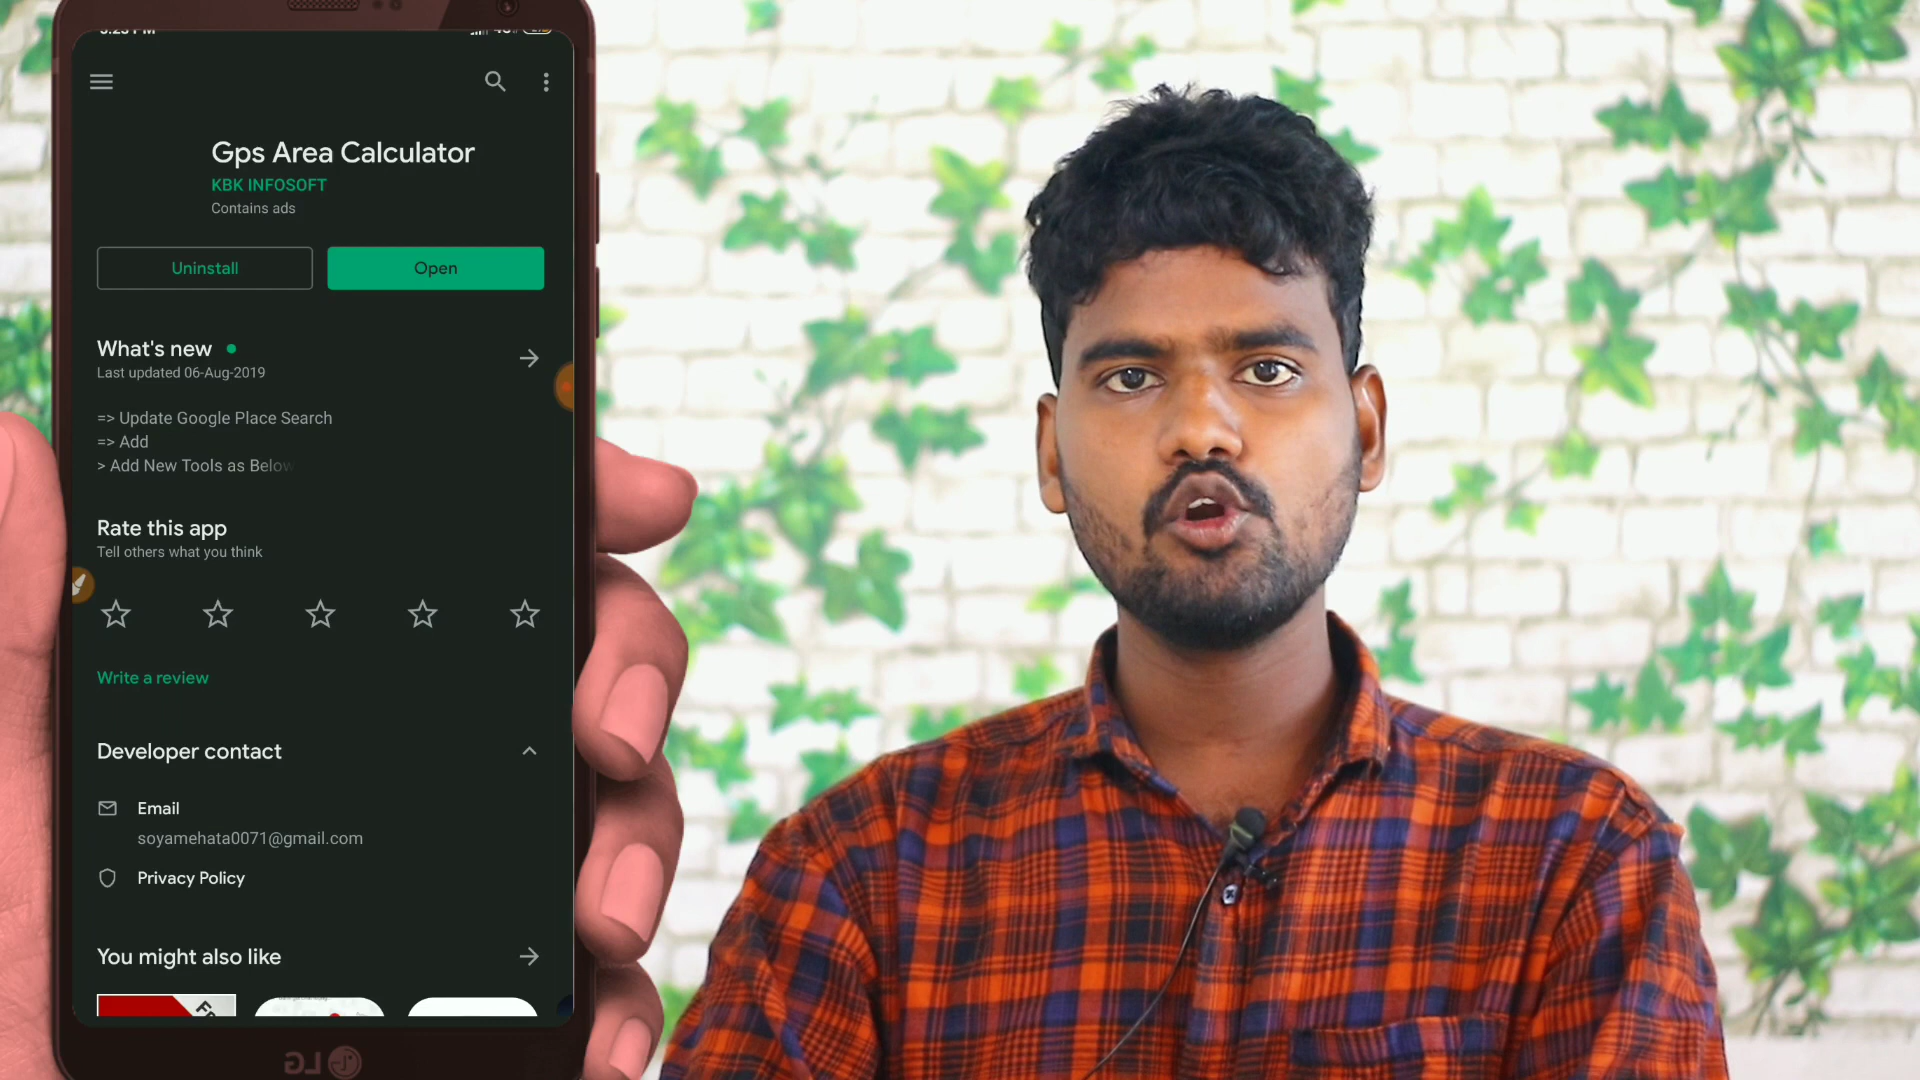 Gps Area Calculator
KBK INFOSOFT
Contains ads
Uninstall
Open
What's new
Last updated 06-Aug-2019
=> Update Google Place Search
=> Add
> Add New Tools as Below
Rate this app
Tell others what you think
Write a review
Developer contact
Email
soyamehata0071@gmail.com
Privacy Policy
You might also like
LG